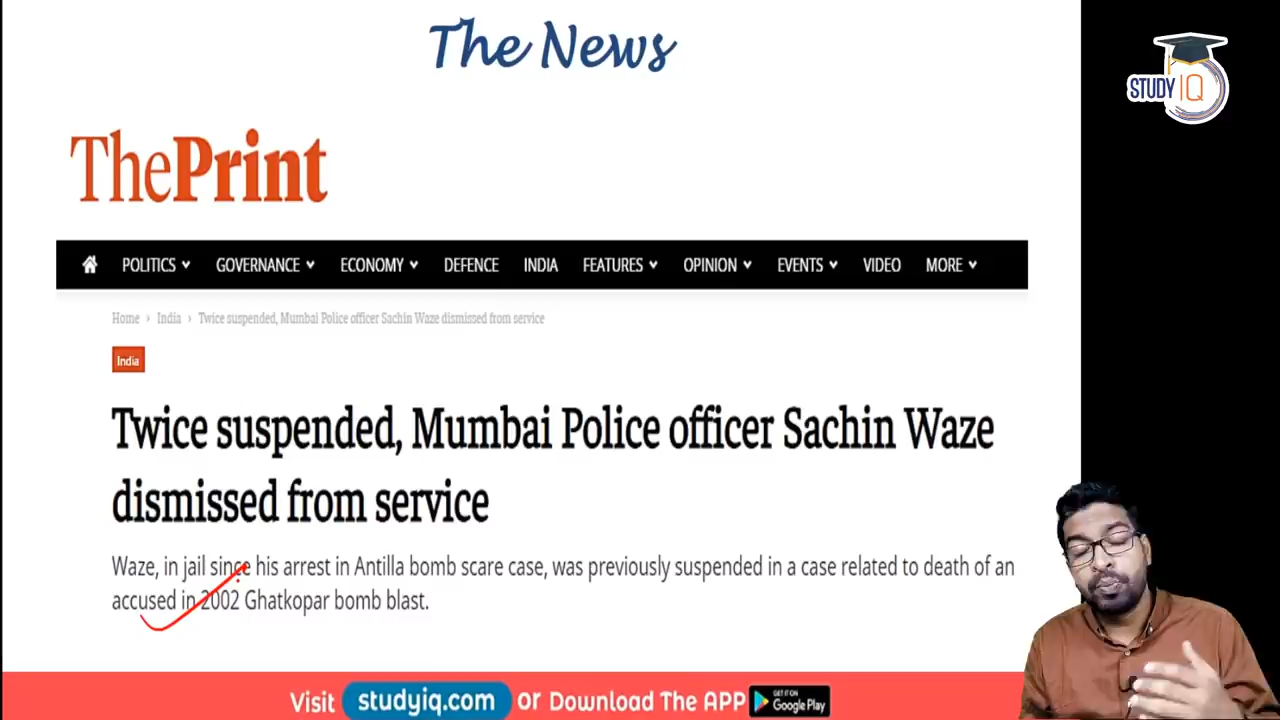 The News
STUDY IQ
ThePrint
POLITICS GOVERNANCE ECONOMY DEFENCE INDIA FEATURES OPINION EVENTS VIDEO MORE
Home › India › Twice suspended, Mumbai Police officer Sachin Waze dismissed from service
India
Twice suspended, Mumbai Police officer Sachin Waze
dismissed from service
Waze, in jail since his arrest in Antilla bomb scare case, was previously suspended in a case related to death of an
accused in 2002 Ghatkopar bomb blast.
Visit studyiq.com or Download The APP GET IT ON Google Play